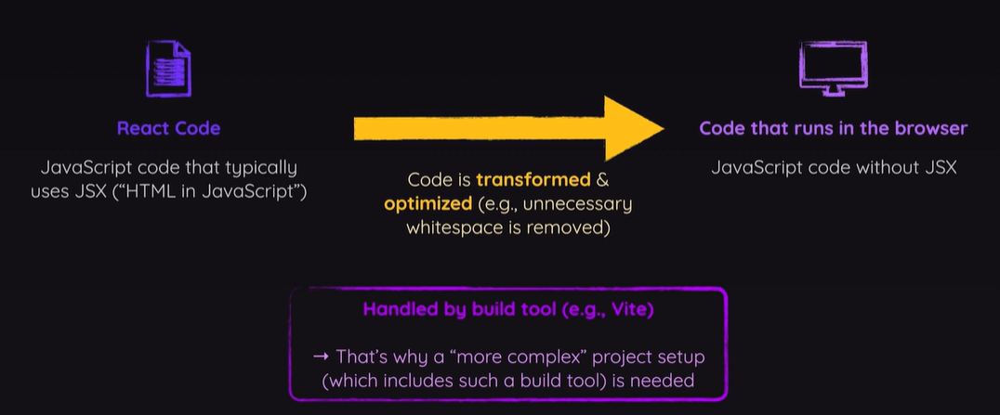 React Code
JavaScript code that typically
uses JSX (“HTML in JavaScript”)
Code is transformed &
optimized (e.g., unnecessary
whitespace is removed)
Code that runs in the browser
JavaScript code without JSX
Handled by build tool (e.g., Vite)
→ That’s why a “more complex” project setup
(which includes such a build tool) is needed